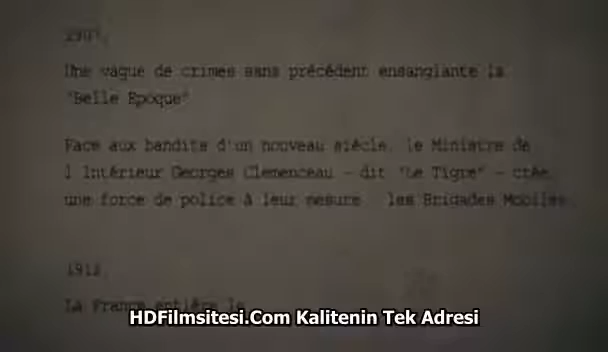 1907.
Une vague de crimes sans précédent ensanglante la
"Belle Epoque"
Face aux bandits d'un nouveau siècle, le Ministre de
l Intérieur Georges Clemenceau - dit "Le Tigre" - crée
une force de police à leur mesure : les Brigades Mobiles.
1912.
La France entière le
HDFilmsitesi.Com Kalitenin Tek Adresi